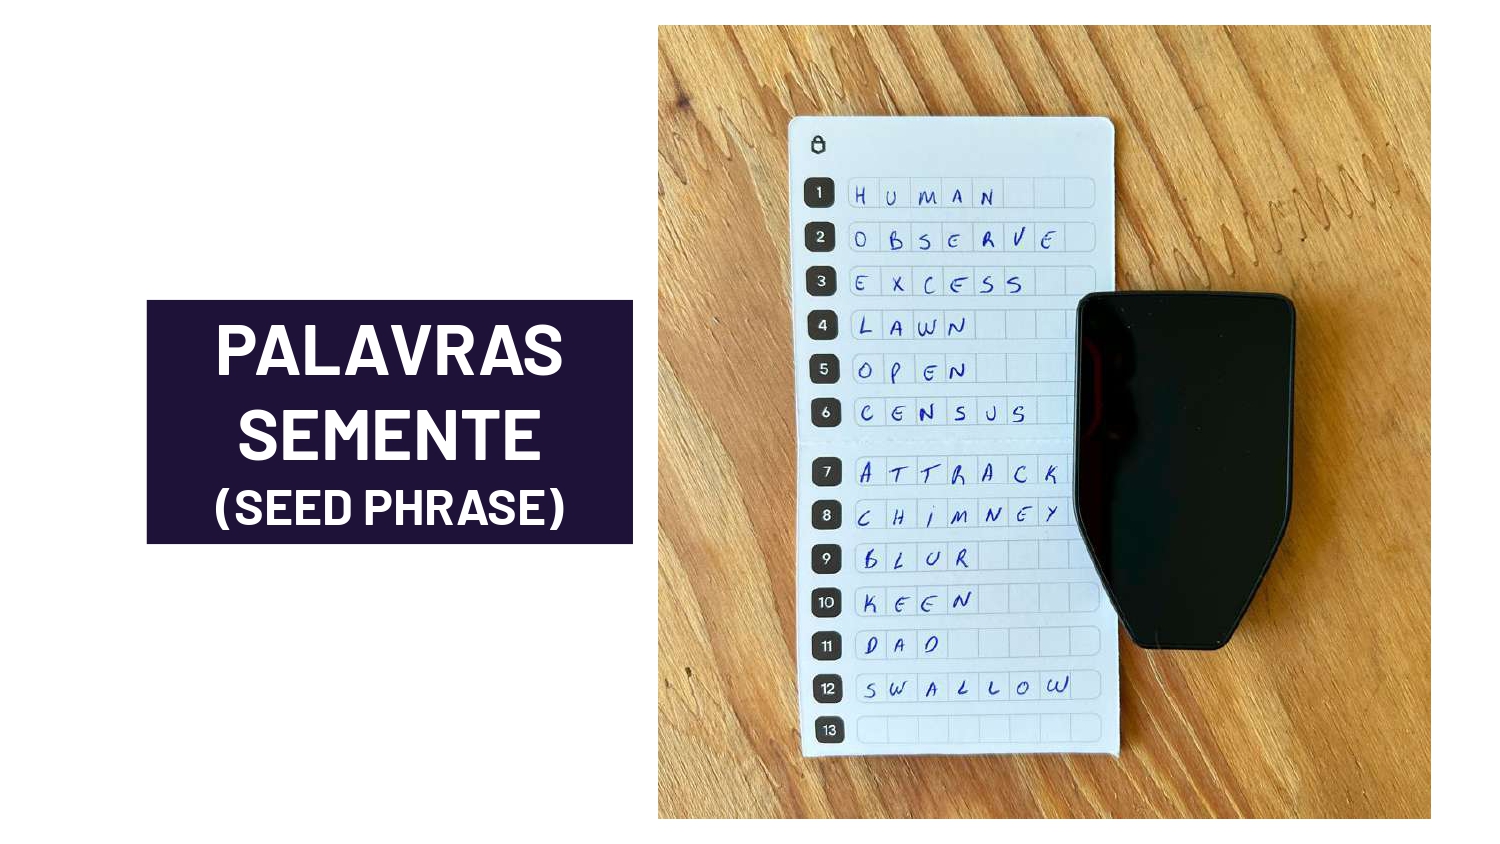 PALAVRAS
SEMENTE
(SEED PHRASE)
1 HUMAN
2 OBSERVE
3 EXCESS
4 LAWN
5 OPEN
6 CENSUS
7 ATTRACK
8 CHiMNEY
9 BLUR
10 KEEN
11 DAD
12 SWALLOW
13